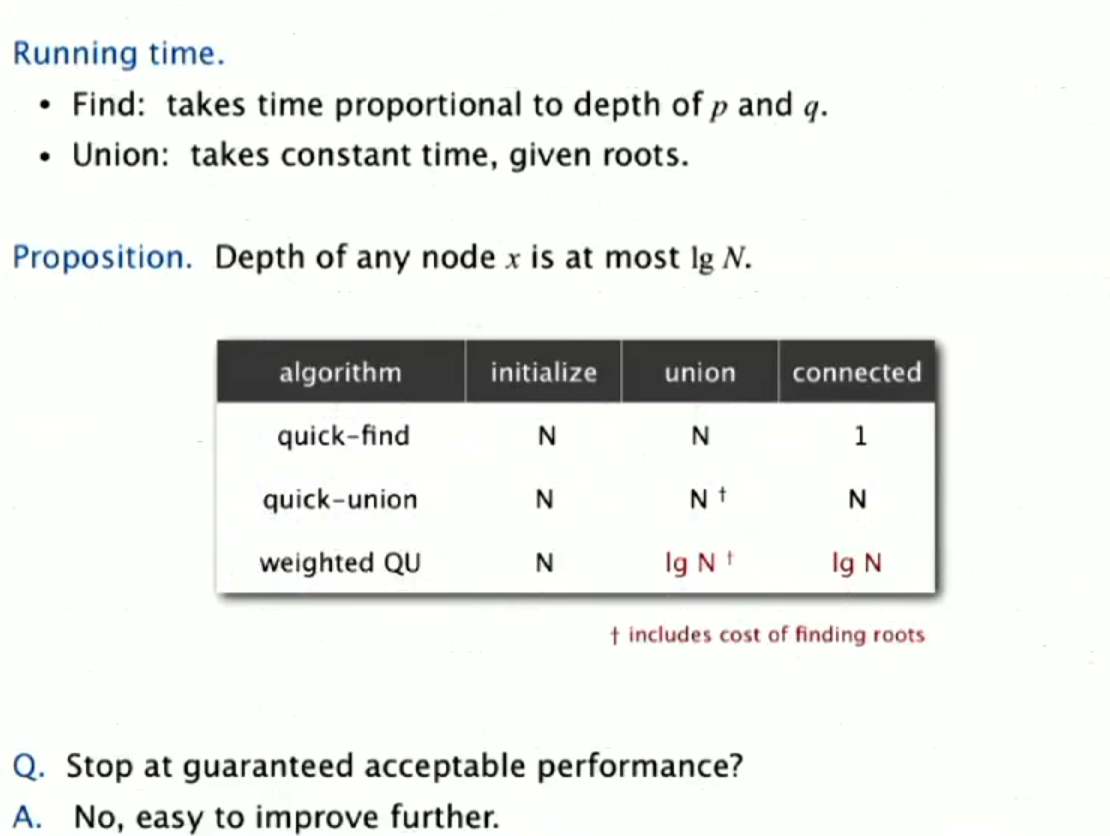 Running time.
• Find: takes time proportional to depth of p and q.
• Union: takes constant time, given roots.
Proposition. Depth of any node x is at most lg N.
algorithm initialize union connected
quick-find N N 1
quick-union N N † N
weighted QU N lg N † lg N
† includes cost of finding roots
Q. Stop at guaranteed acceptable performance?
A. No, easy to improve further.